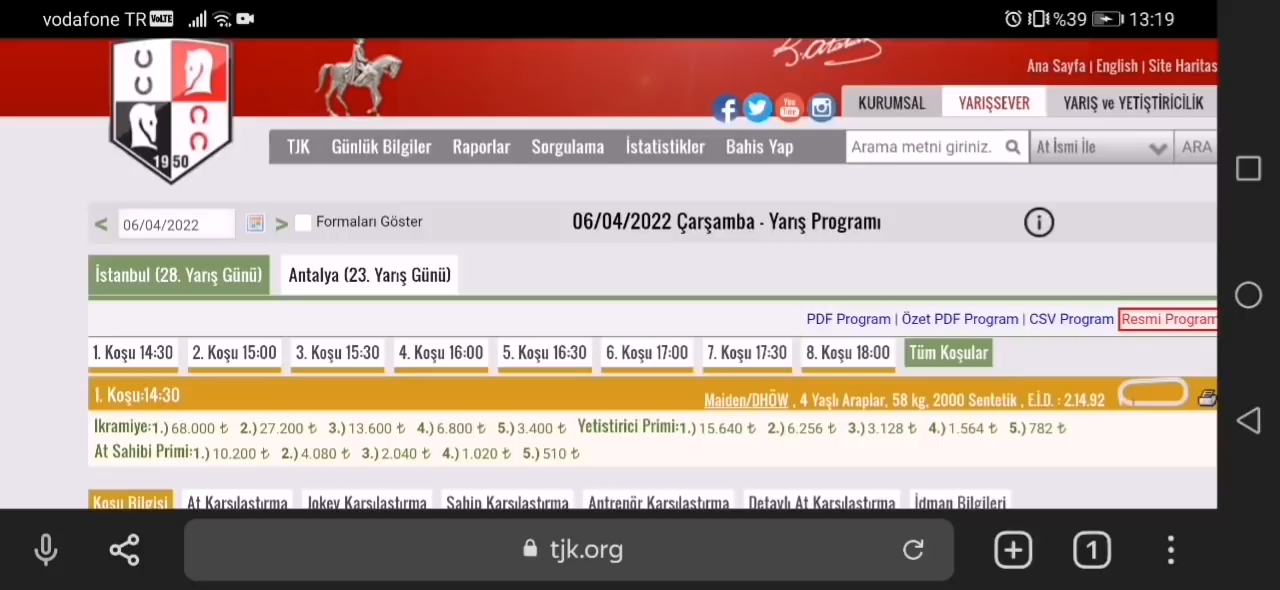 vodafone TR VoLTE %39 13:19
Ana Sayfa | English | Site Haritas
KURUMSAL YARIŞSEVER YARIŞ ve YETİŞTİRİCİLİK
1950
TJK Günlük Bilgiler Raporlar Sorgulama İstatistikler Bahis Yap Arama metni giriniz. At İsmi İle ARA
< 06/04/2022 > Formaları Göster 06/04/2022 Çarşamba - Yarış Programı
İstanbul (28. Yarış Günü) Antalya (23. Yarış Günü)
PDF Program | Özet PDF Program | CSV Program Resmi Program
1. Koşu 14:30 2. Koşu 15:00 3. Koşu 15:30 4. Koşu 16:00 5. Koşu 16:30 6. Koşu 17:00 7. Koşu 17:30 8. Koşu 18:00 Tüm Koşular
1. Koşu:14:30 Maiden/DHÖW , 4 Yaşlı Araplar, 58 kg, 2000 Sentetik , E.İ.D. : 2.14.92
Ikramiye:1.) 68.000 ₺ 2.) 27.200 ₺ 3.) 13.600 ₺ 4.) 6.800 ₺ 5.) 3.400 ₺ Yetistirici Primi:1.) 15.640 ₺ 2.) 6.256 ₺ 3.) 3.128 ₺ 4.) 1.564 ₺ 5.) 782 ₺
At Sahibi Primi:1.) 10.200 ₺ 2.) 4.080 ₺ 3.) 2.040 ₺ 4.) 1.020 ₺ 5.) 510 ₺
Koşu Bilgisi At Karşılaştırma Jokey Karşılaştırma Sahip Karşılaştırma Antrenör Karşılaştırma Detaylı At Karşılaştırma İdman Bilgileri
tjk.org 1